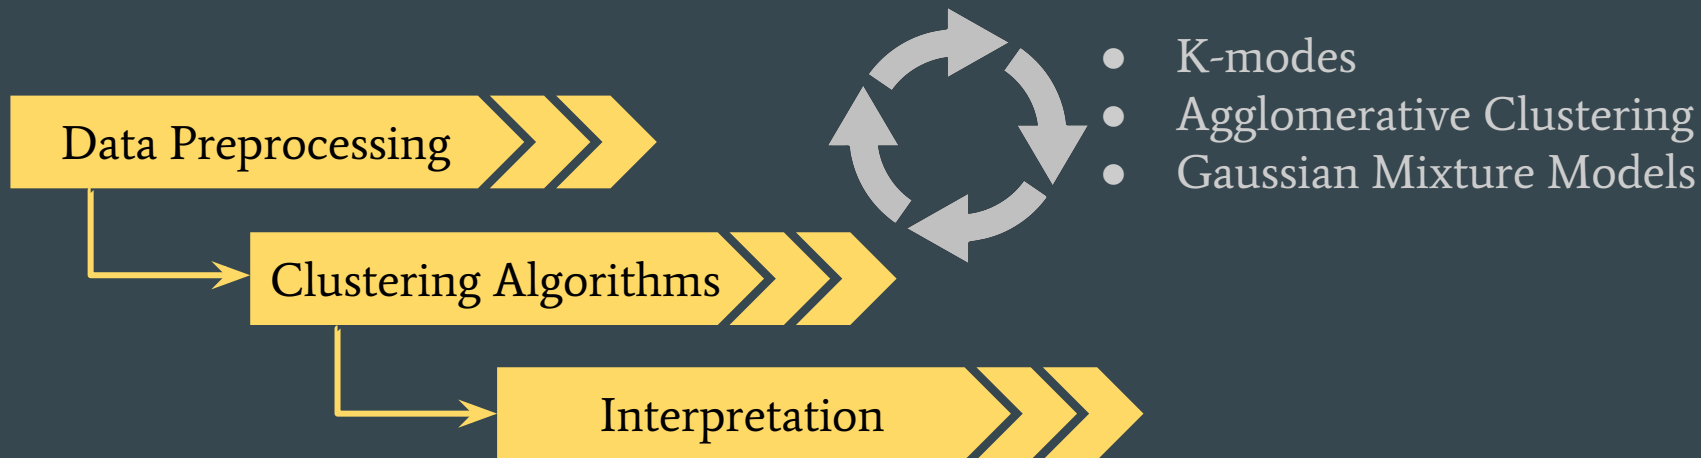 Data Preprocessing
Clustering Algorithms
Interpretation
● K-modes
● Agglomerative Clustering
● Gaussian Mixture Models